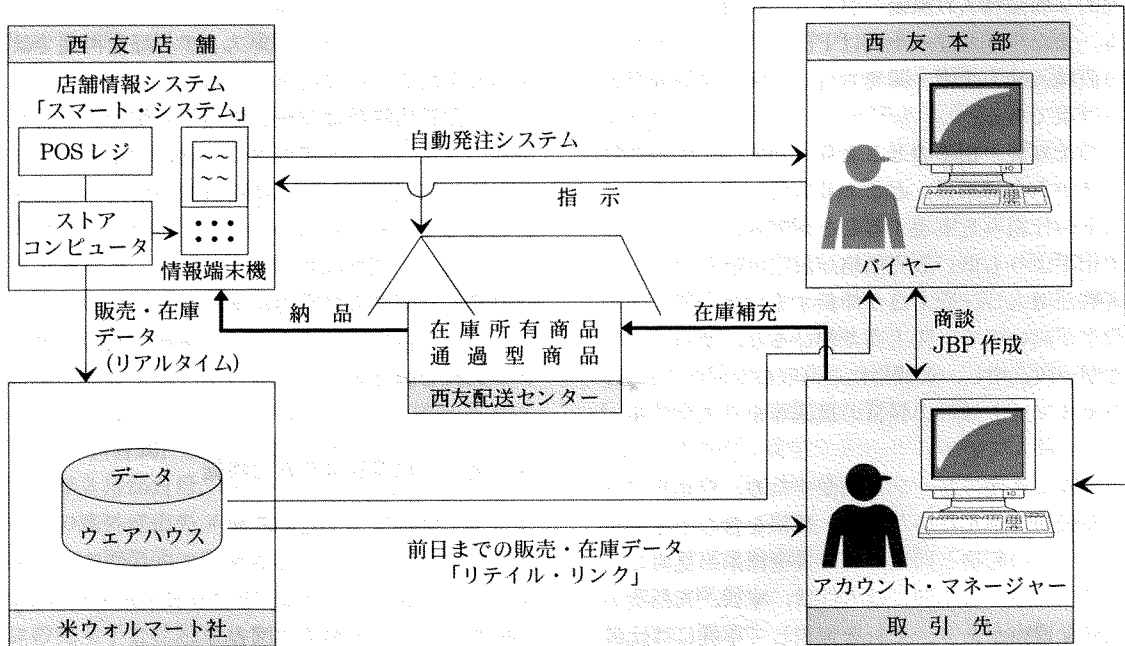 西友店舗
店舗情報システム
「スマート・システム」
POSレジ
ストア
コンピュータ
情報端末機
自動発注システム
指示
西友本部
バイヤー
販売・在庫
データ
(リアルタイム)
納品
在庫所有商品
通過型商品
西友配送センター
在庫補充
商談
JBP作成
データ
ウェアハウス
米ウォルマート社
前日までの販売・在庫データ
「リテイル・リンク」
アカウント・マネージャー
取引先